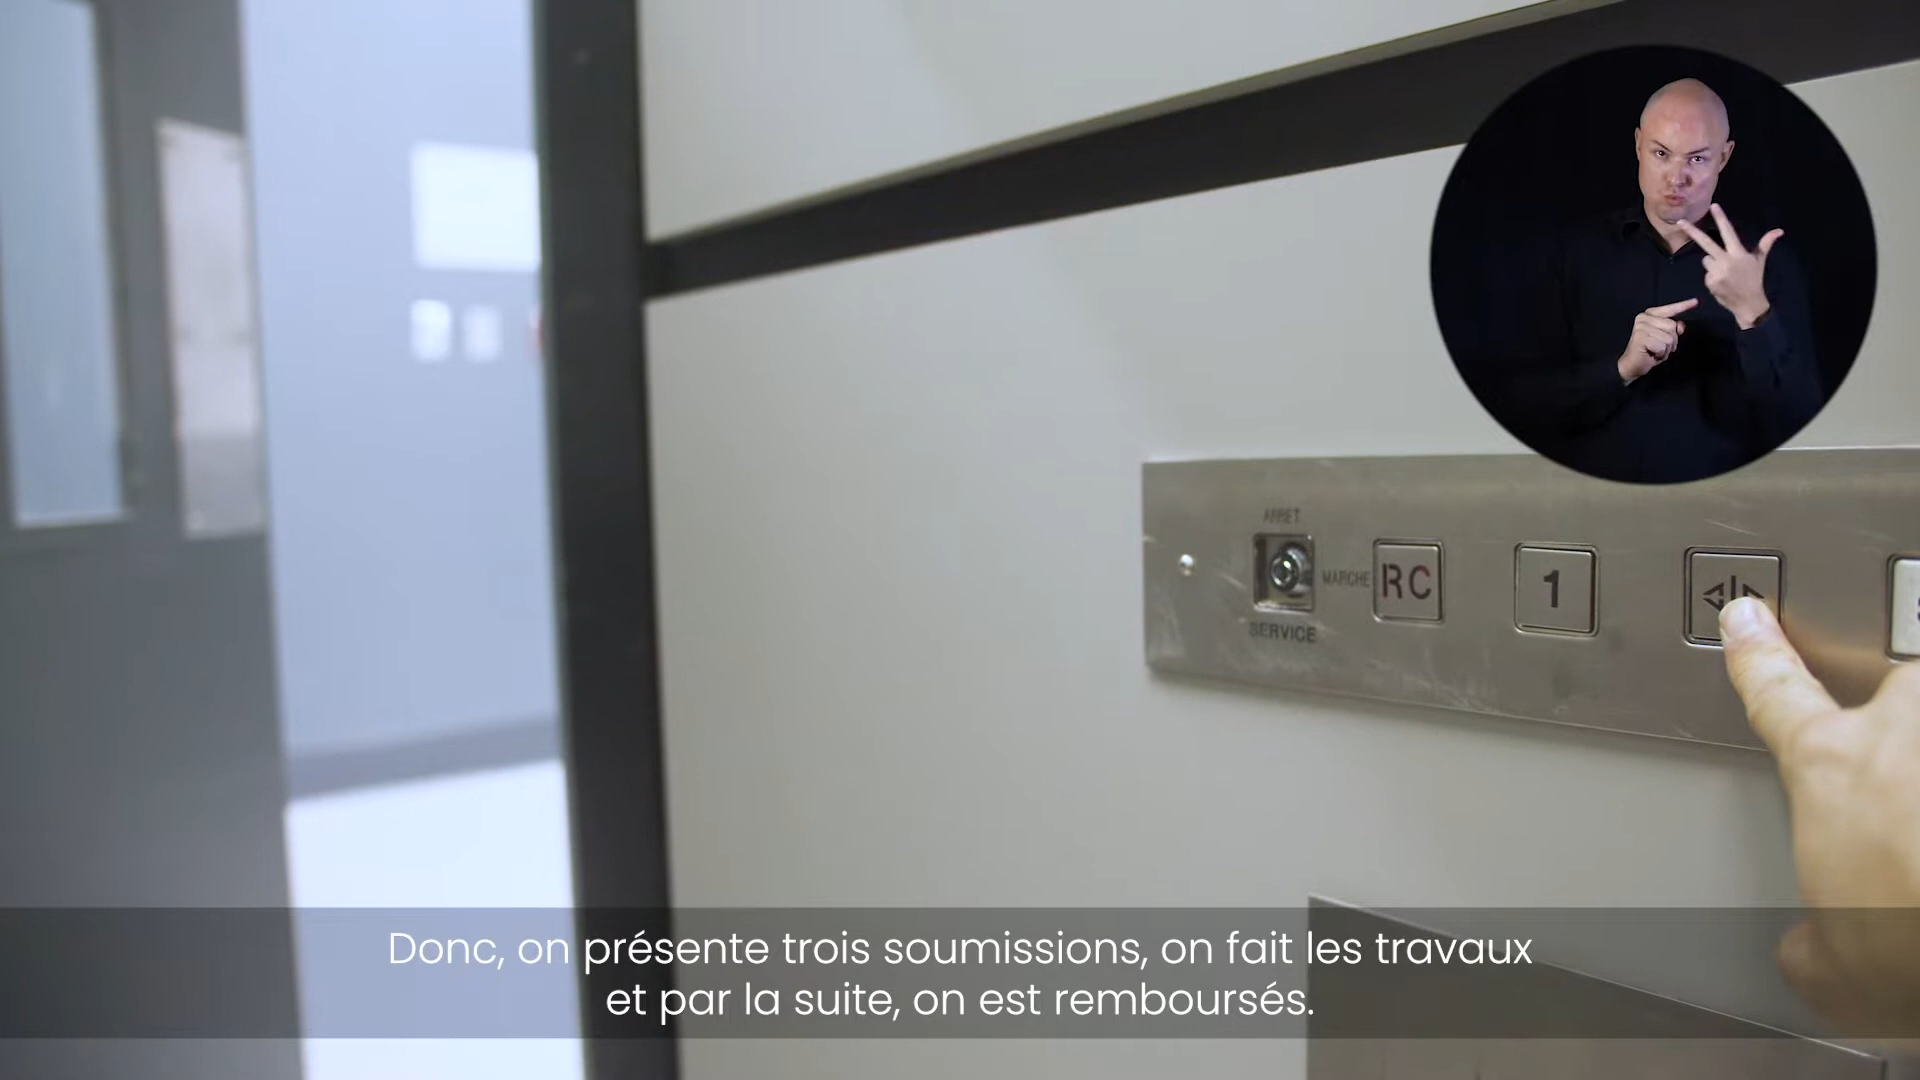 ARRET
MARCHE
RC
1
SERVICE
Donc, on présente trois soumissions, on fait les travaux
et par la suite, on est remboursés.